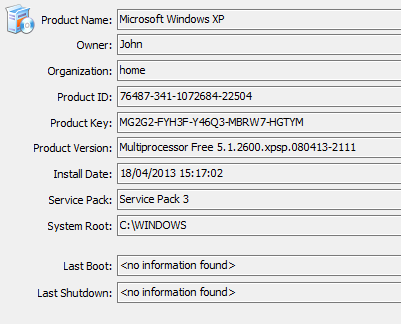 Product Name: Microsoft Windows XP
Owner: John
Organization: home
Product ID: 76487-341-1072684-22504
Product Key: MG2G2-FYH3F-Y46Q3-MBRW7-HGTYM
Product Version: Multiprocessor Free 5.1.2600.xpsp.080413-2111
Install Date: 18/04/2013 15:17:02
Service Pack: Service Pack 3
System Root: C:\WINDOWS
Last Boot: <no information found>
Last Shutdown: <no information found>